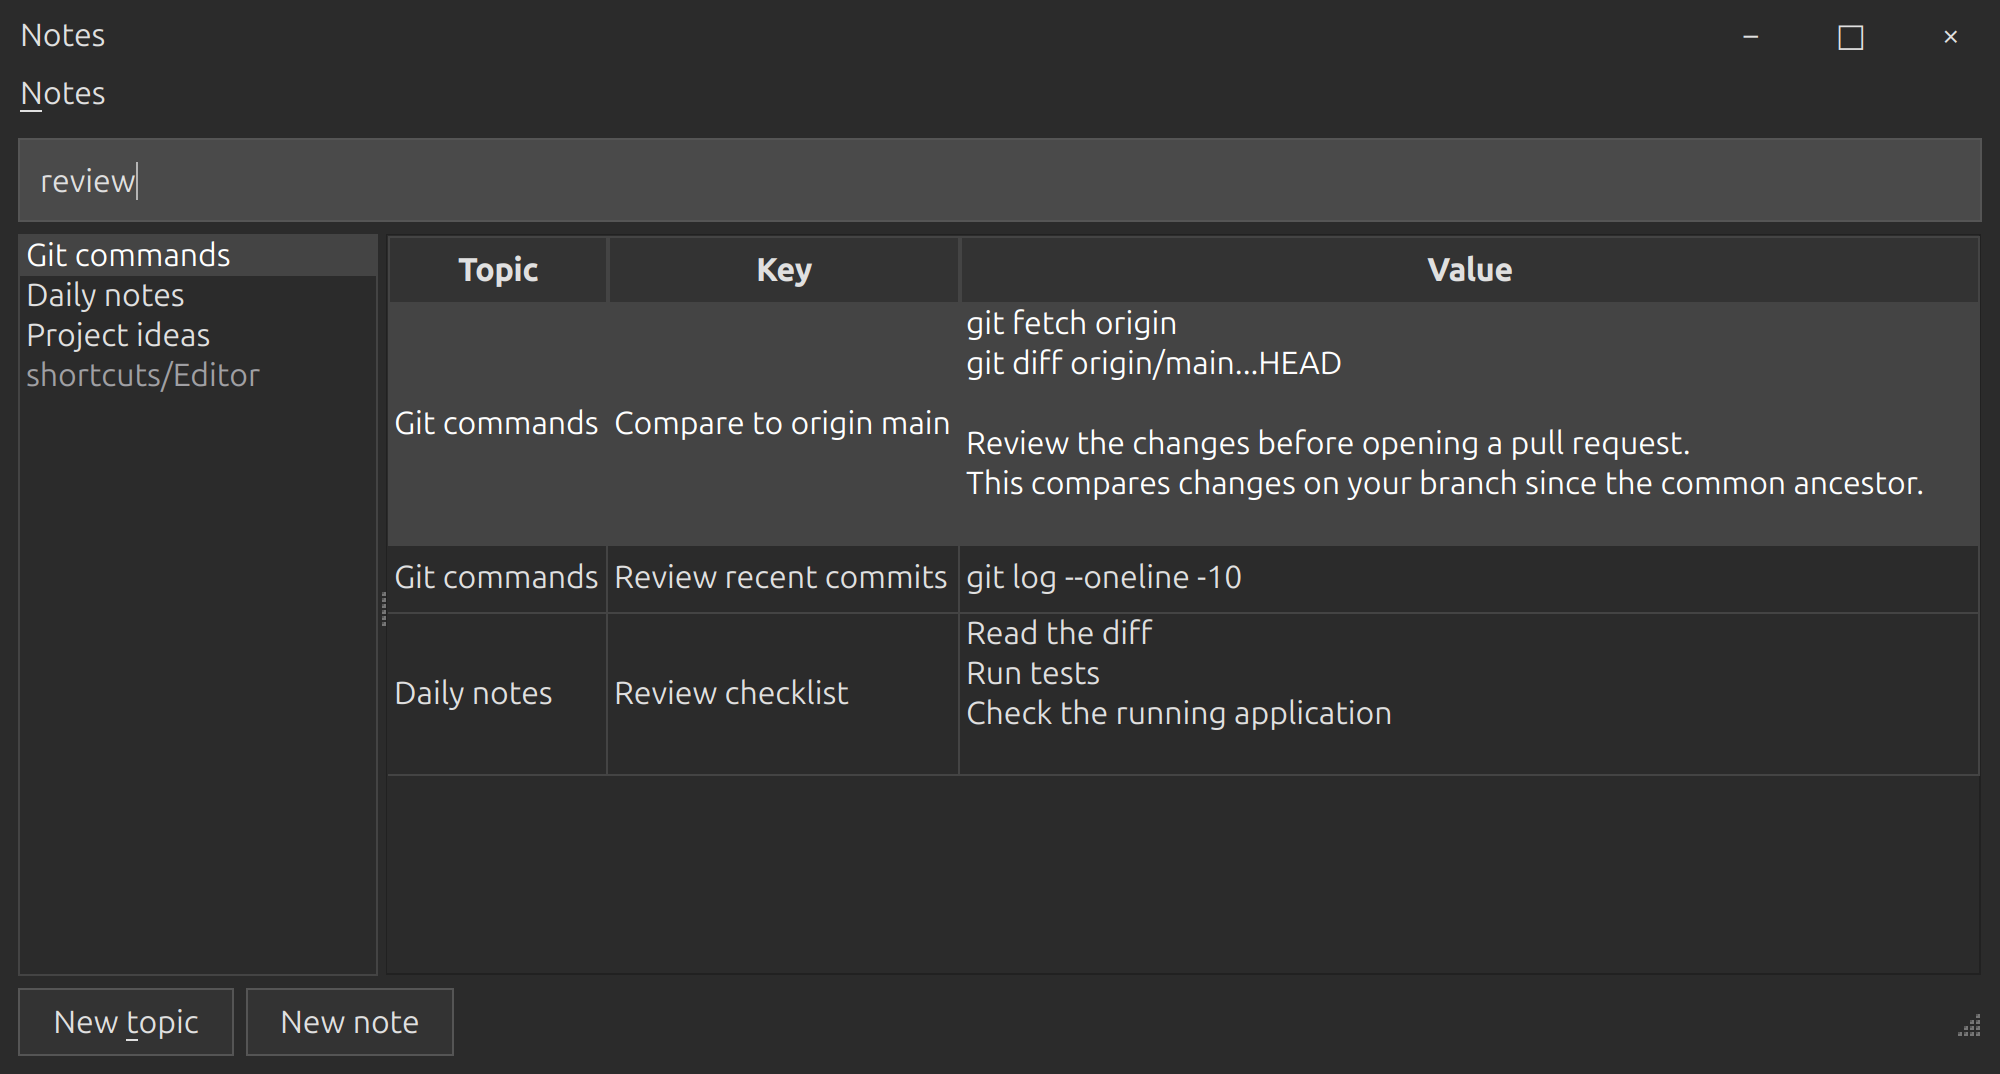 Notes
Notes
review
Git commands
Daily notes
Project ideas
shortcuts/Editor
Topic Key Value
git fetch origin
git diff origin/main...HEAD
Git commands Compare to origin main
Review the changes before opening a pull request.
This compares changes on your branch since the common ancestor.
Git commands Review recent commits git log --oneline -10
Read the diff
Run tests
Daily notes Review checklist
Check the running application
New topic New note